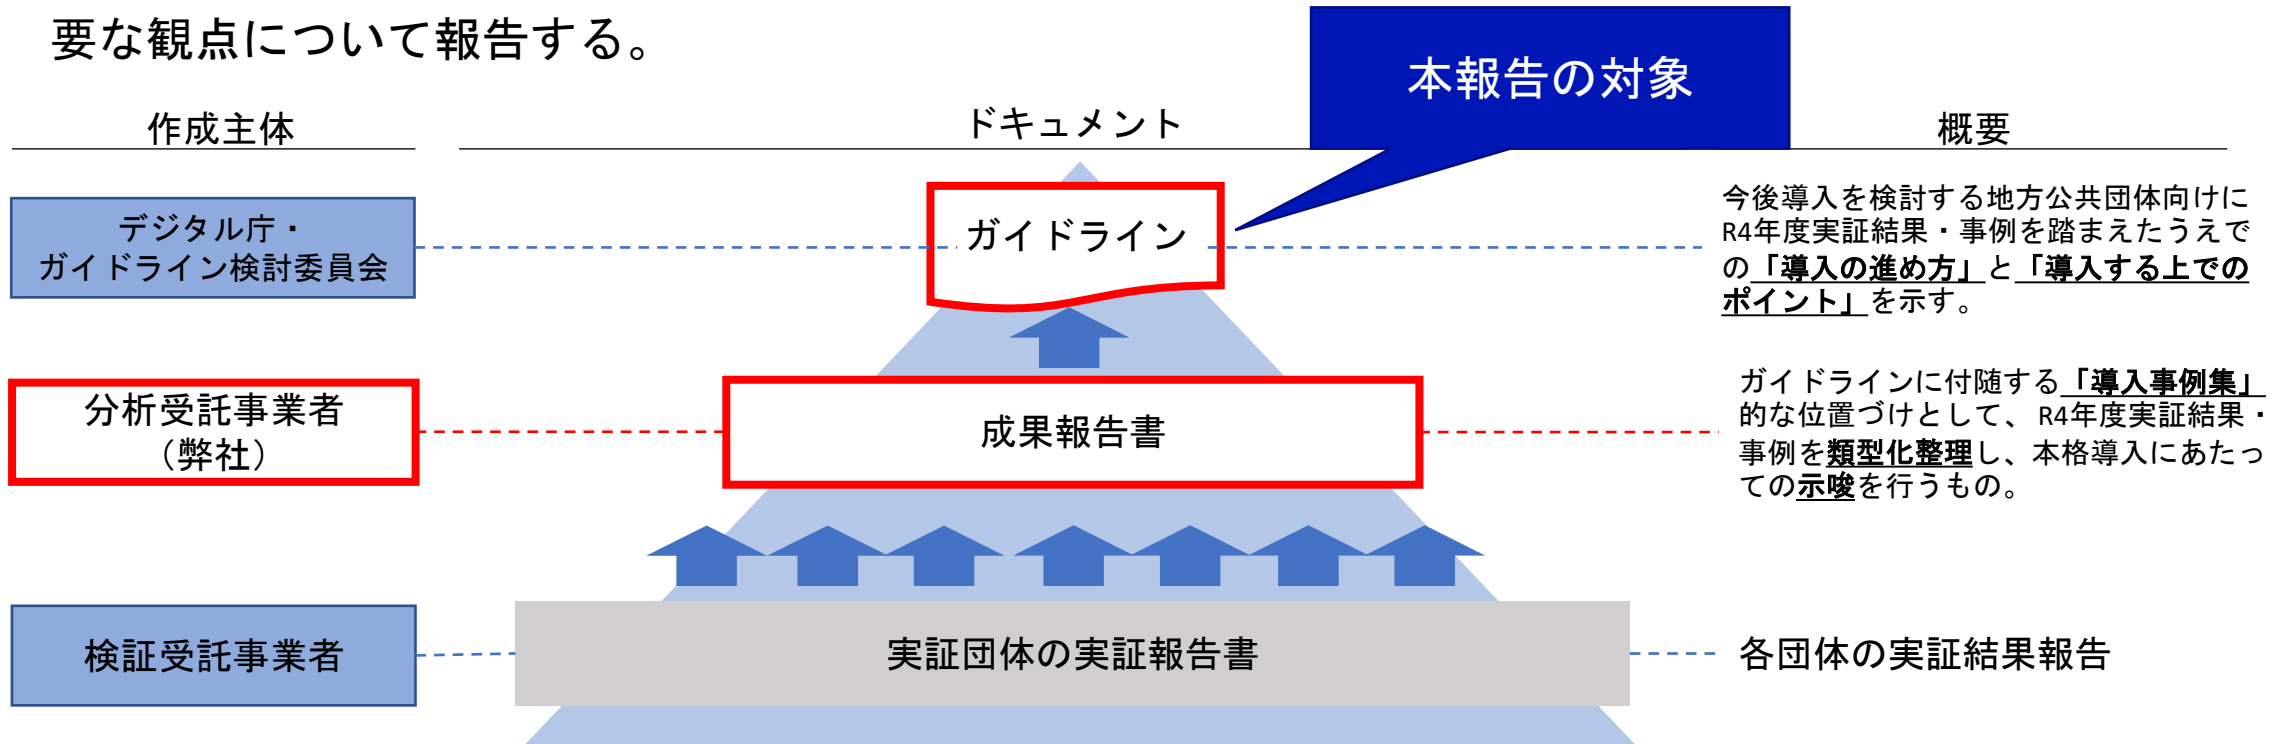 要な観点について報告する。
本報告の対象
作成主体
ドキュメント
概要
デジタル庁・
ガイドライン検討委員会
ガイドライン
今後導入を検討する地方公共団体向けに
R4年度実証結果・事例を踏まえたうえで
の「導入の進め方」と「導入する上での
ポイント」を示す。
分析受託事業者
（弊社）
成果報告書
ガイドラインに付随する「導入事例集」
的な位置づけとして、R4年度実証結果・
事例を類型化整理し、本格導入にあたっ
ての示唆を行うもの。
検証受託事業者
実証団体の実証報告書
各団体の実証結果報告